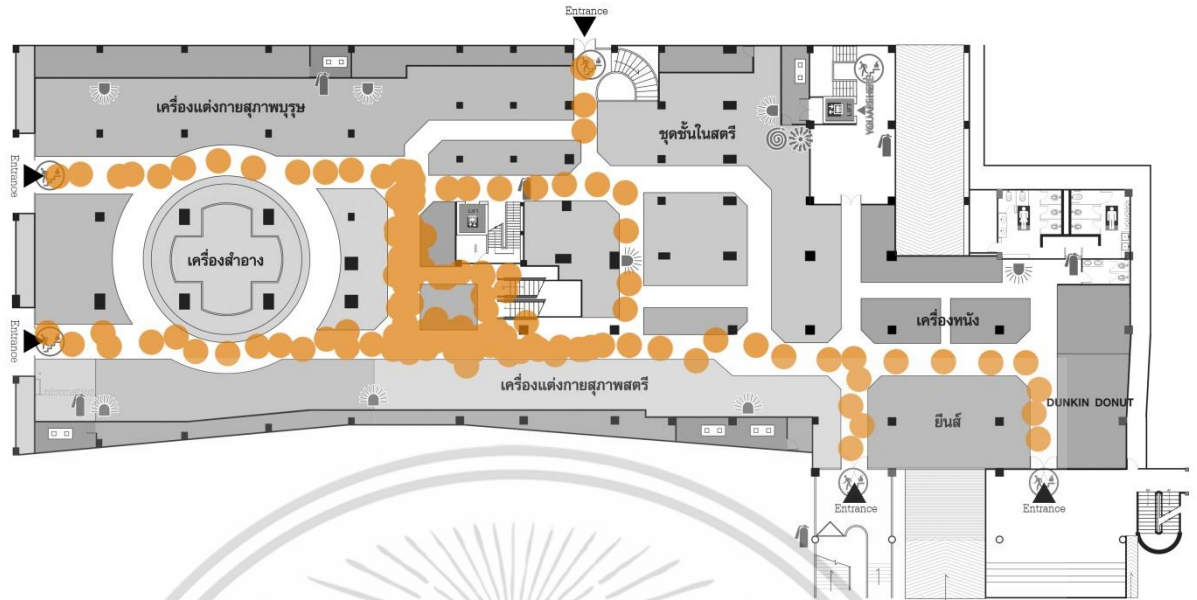 Entrance
เครื่องแต่งกายสุภาพบุรุษ
ชุดชั้นในสตรี
LIFT
Entrance
LIFT
เครื่องสำอาง
เครื่องหนัง
Entrance
เครื่องแต่งกายสุภาพสตรี
Information
DUNKIN DONUT
ยีนส์
Entrance
Entrance